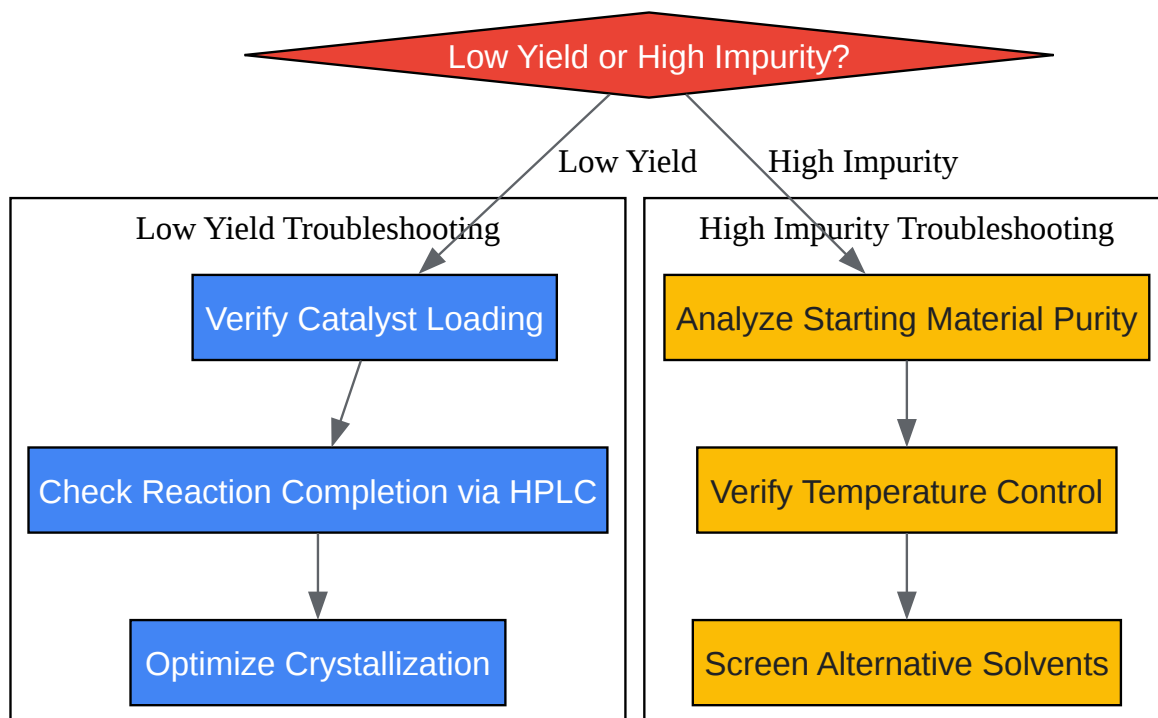 Low Yield or High Impurity?
Low Yield
High Impurity
Low Yield Troubleshooting
High Impurity Troubleshooting
Verify Catalyst Loading
Analyze Starting Material Purity
Check Reaction Completion via HPLC
Verify Temperature Control
Optimize Crystallization
Screen Alternative Solvents